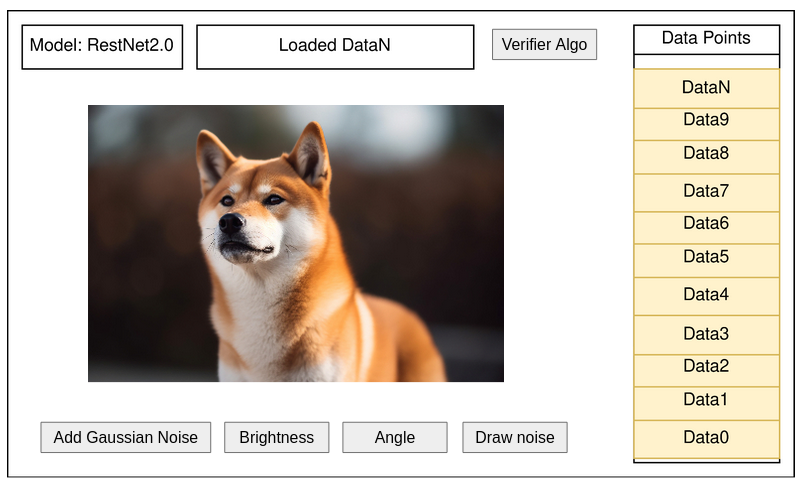 Model: RestNet2.0
Loaded DataN
Verifier Algo
Data Points
DataN
Data9
Data8
Data7
Data6
Data5
Data4
Data3
Data2
Data1
Data0
Add Gaussian Noise
Brightness
Angle
Draw noise